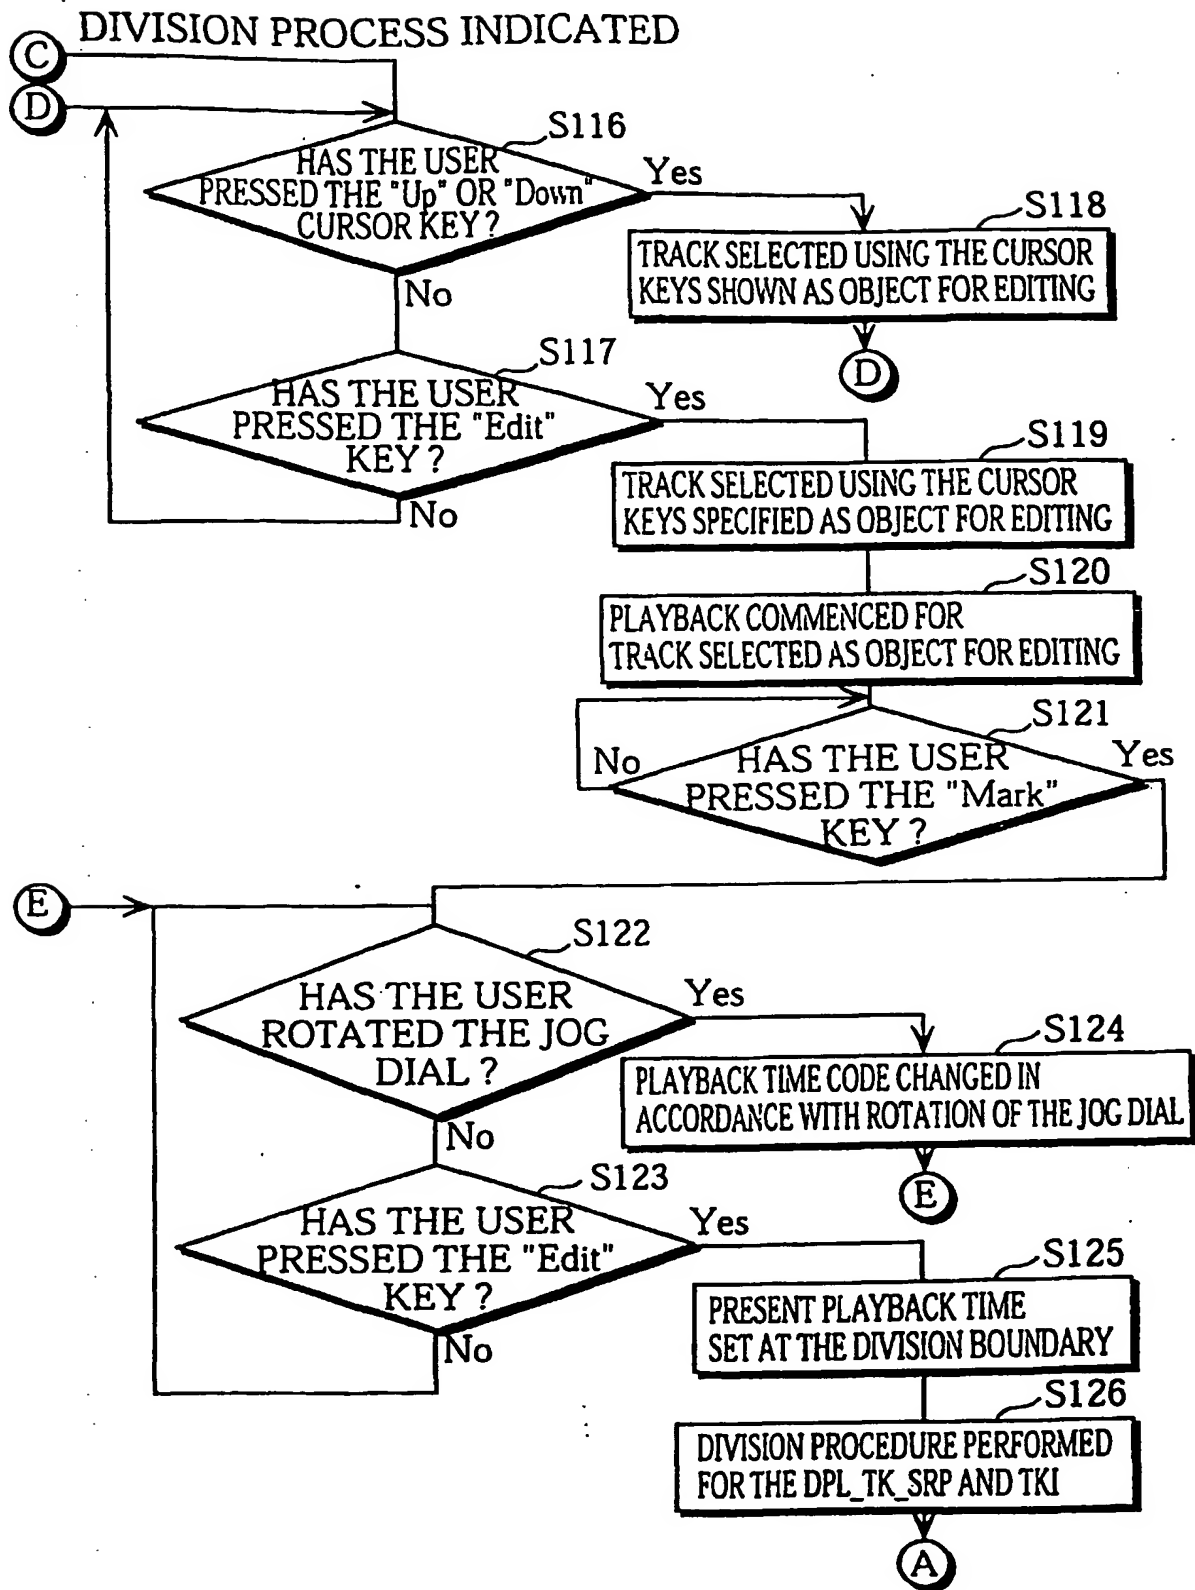 DIVISION PROCESS INDICATED
C
D
S116
HAS THE USER
PRESSED THE "Up" OR "Down"
CURSOR KEY ?
Yes
No
S118
TRACK SELECTED USING THE CURSOR
KEYS SHOWN AS OBJECT FOR EDITING
D
S117
HAS THE USER
PRESSED THE "Edit"
KEY ?
Yes
No
S119
TRACK SELECTED USING THE CURSOR
KEYS SPECIFIED AS OBJECT FOR EDITING
S120
PLAYBACK COMMENCED FOR
TRACK SELECTED AS OBJECT FOR EDITING
S121
No
HAS THE USER
PRESSED THE "Mark"
KEY ?
Yes
E
S122
HAS THE USER
ROTATED THE JOG
DIAL ?
Yes
No
S124
PLAYBACK TIME CODE CHANGED IN
ACCORDANCE WITH ROTATION OF THE JOG DIAL
E
S123
HAS THE USER
PRESSED THE "Edit"
KEY ?
Yes
No
S125
PRESENT PLAYBACK TIME
SET AT THE DIVISION BOUNDARY
S126
DIVISION PROCEDURE PERFORMED
FOR THE DPL_TK_SRP AND TKI
A